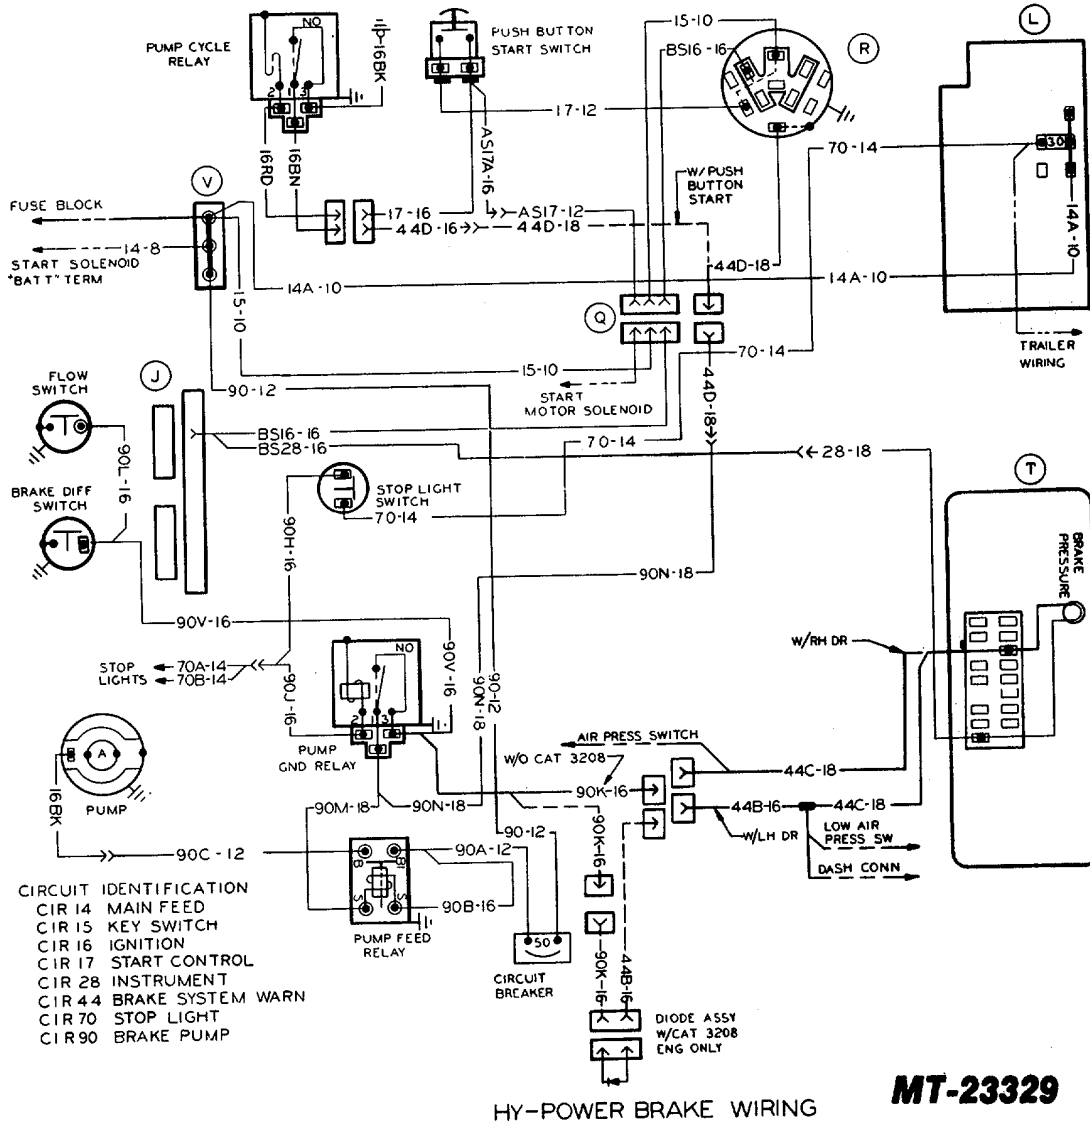 PUMP CYCLE
RELAY
NO
2 1 3
16BK
PUSH BUTTON
START SWITCH
15-10
BS16-16
R
L
17-12
16RD
16BN
AS17A-16
70-14
30
W/PUSH
BUTTON
START
V
FUSE BLOCK
14-8
START SOLENOID
"BATT" TERM
17-16
44D-16
AS17-12
44D-18
44D-18
14A-10
14A-10
14A-10
15-10
Q
TRAILER
WIRING
70-14
15-10
START
MOTOR SOLENOID
44D-18
FLOW
SWITCH
J
90-12
BS16-16
BS28-16
70-14
28-18
90L-16
BRAKE DIFF
SWITCH
STOP LIGHT
SWITCH
70-14
T
90H-16
BRAKE
PRESSURE
90N-18
90V-16
W/RH DR
NO
90V-16
90N-18
90-12
STOP
LIGHTS
70A-14
70B-14
90J-16
2 1 3
PUMP
GND RELAY
AIR PRESS SWITCH
W/O CAT 3208
44C-18
A
PUMP
16BK
90M-18
90N-18
90K-16
44B-16
44C-18
W/LH DR
LOW AIR
PRESS SW
DASH CONN
90-12
90K-16
90C-12
90A-12
B
B1
S
S
90B-16
PUMP FEED
RELAY
50
CIRCUIT
BREAKER
90K-16
44B-16
DIODE ASSY
W/CAT 3208
ENG ONLY
CIRCUIT IDENTIFICATION
CIR 14 MAIN FEED
CIR 15 KEY SWITCH
CIR 16 IGNITION
CIR 17 START CONTROL
CIR 28 INSTRUMENT
CIR 44 BRAKE SYSTEM WARN
CIR 70 STOP LIGHT
CIR 90 BRAKE PUMP
HY-POWER BRAKE WIRING
MT-23329